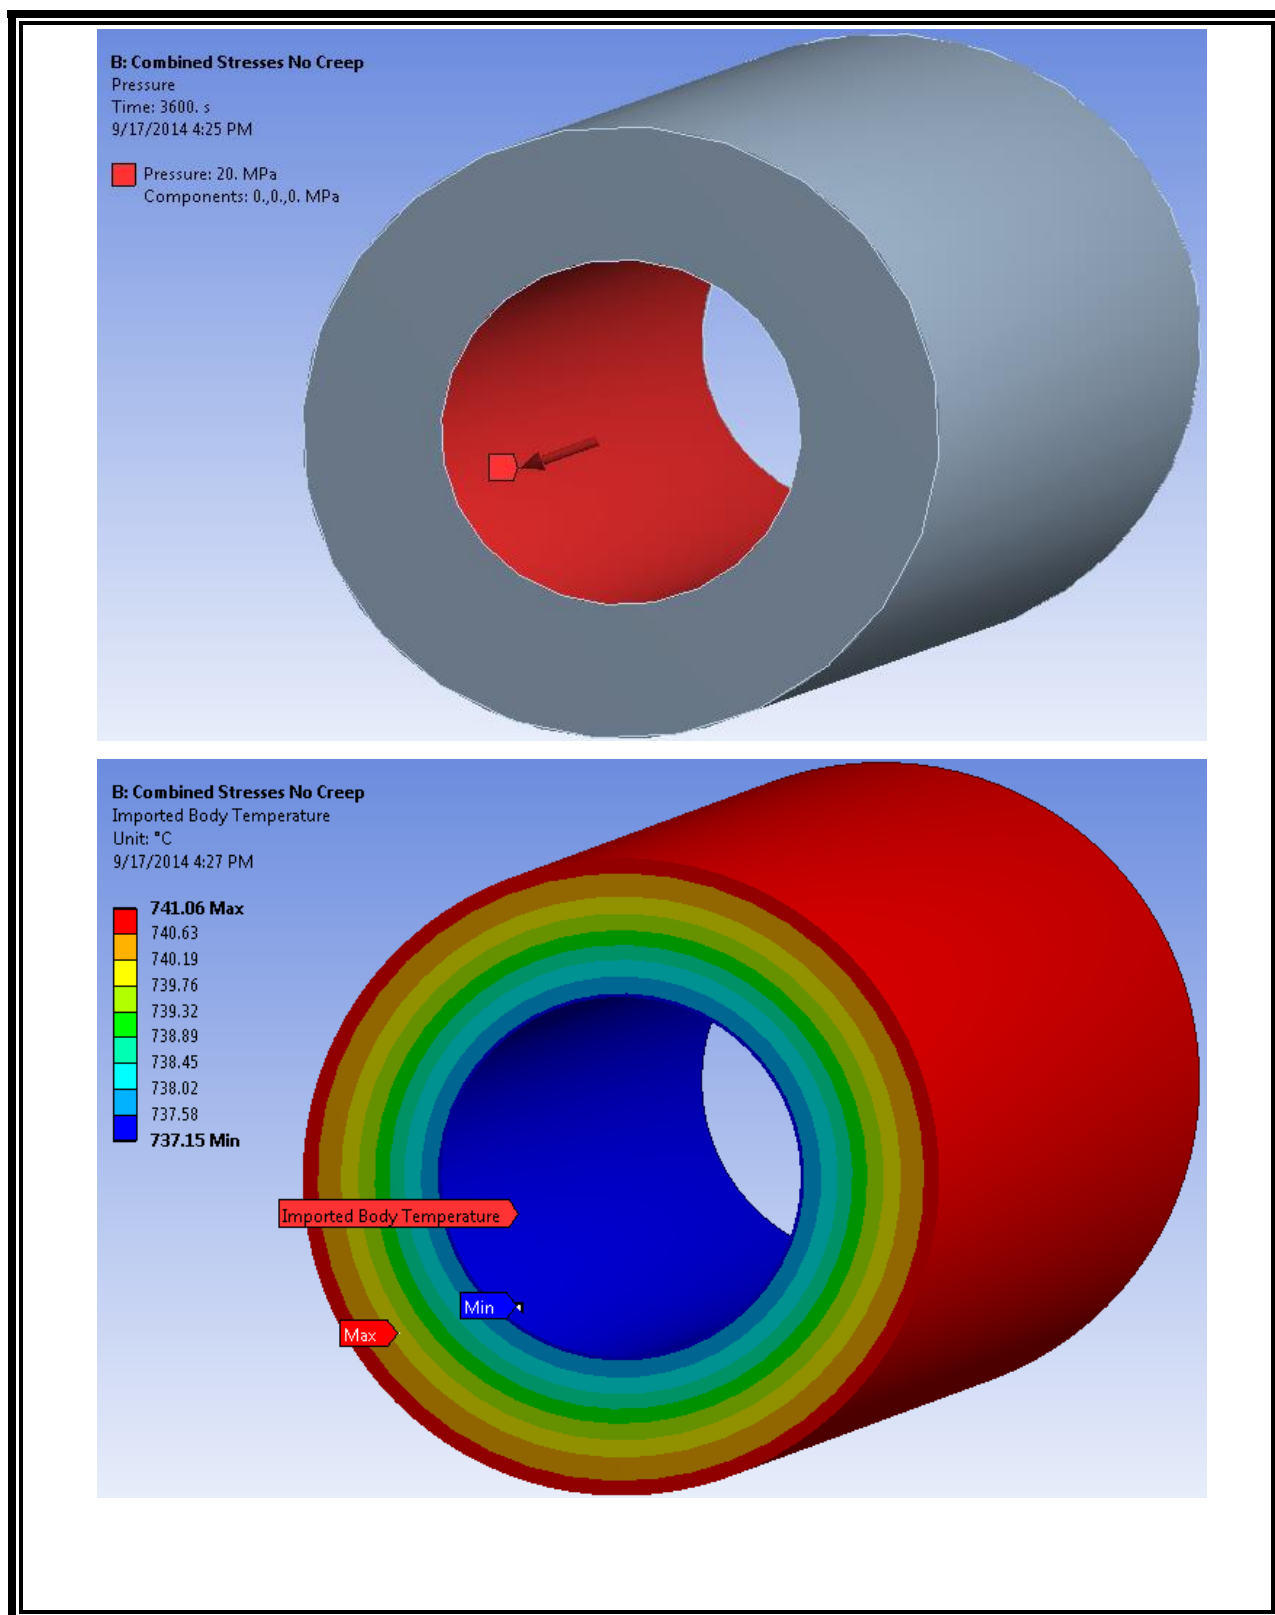 B: Combined Stresses No Creep
Pressure
Time: 3600. s
9/17/2014 4:25 PM
Pressure: 20. MPa
Components: 0.,0.,0. MPa
B: Combined Stresses No Creep
Imported Body Temperature
Unit: °C
9/17/2014 4:27 PM
741.06 Max
740.63
740.19
739.76
739.32
738.89
738.45
738.02
737.58
737.15 Min
Imported Body Temperature
Min
Max